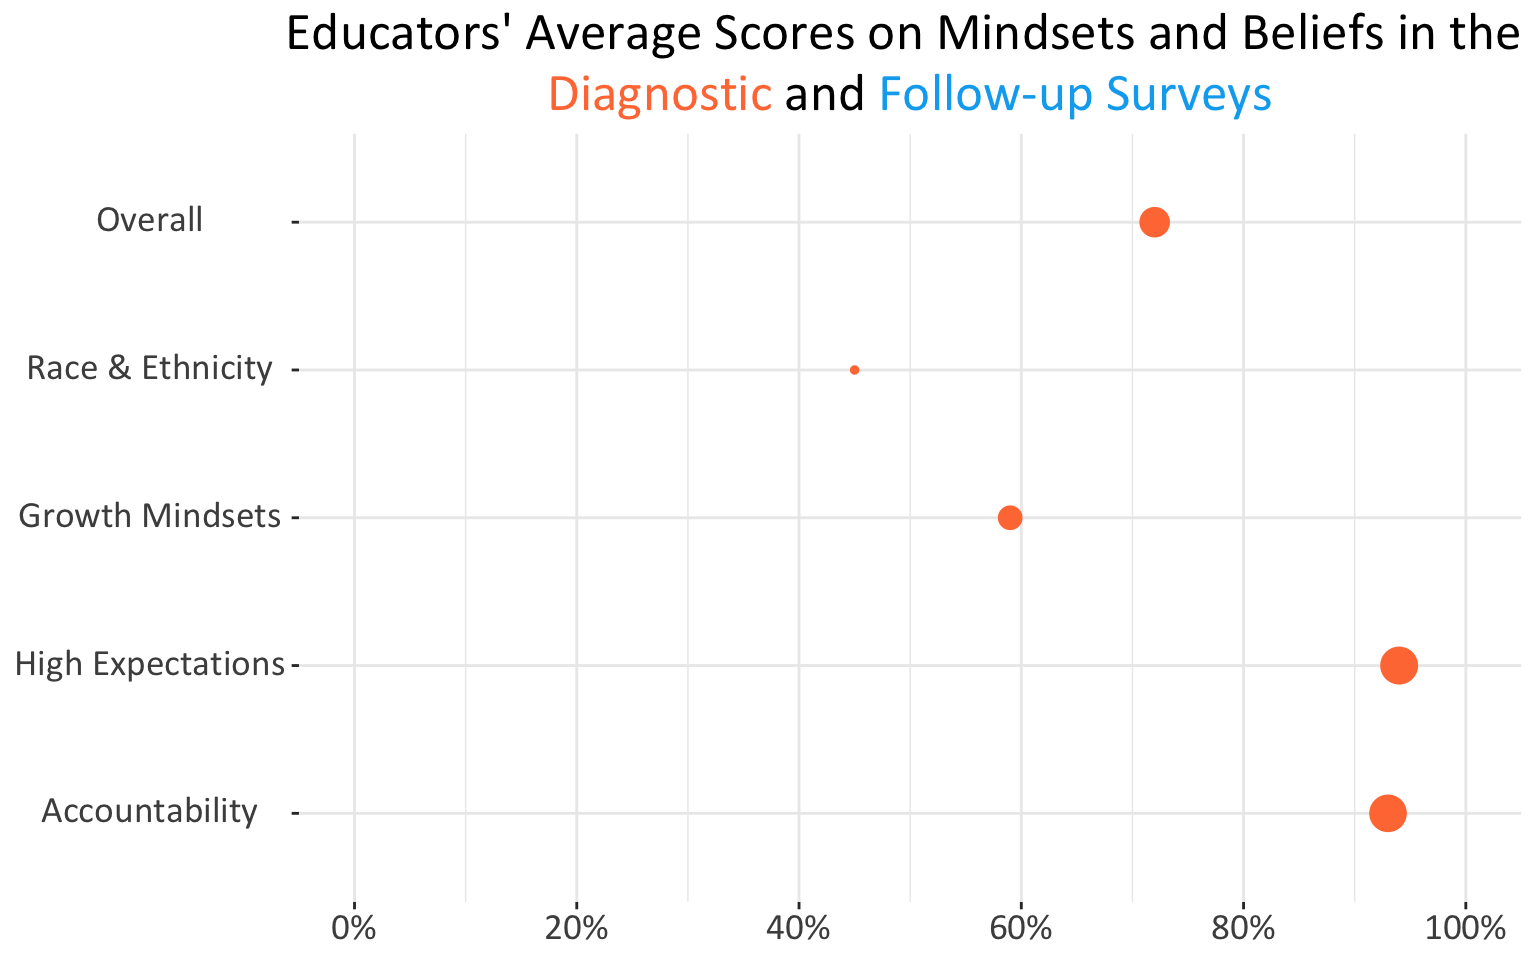 Educators' Average Scores on Mindsets and Beliefs in the
Diagnostic and Follow-up Surveys
Overall
Race & Ethnicity
Growth Mindsets
High Expectations
Accountability
0% 20% 40% 60% 80% 100%